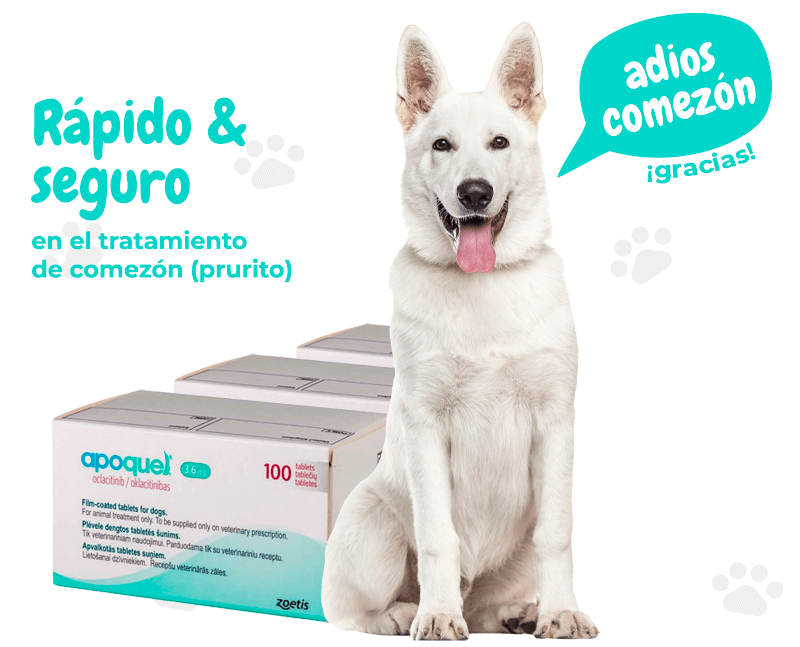 Rápido &
seguro
en el tratamiento
de comezón (prurito)
adios
comezón
¡gracias!
apoquel 3.6 mg
oclacitinib / oklacitinibas
100 tablets
tablečių
tabletes
Film-coated tablets for dogs.
For animal treatment only. To be supplied only on veterinary prescription.
Plėvele dengtos tabletės šunims.
Tik veterinariniam naudojimui. Parduodama tik su veterinariniu receptu.
Apvalkotās tabletes suņiem.
Lietošanai dzīvniekiem. Recepšu veterinārās zāles.
zoetis